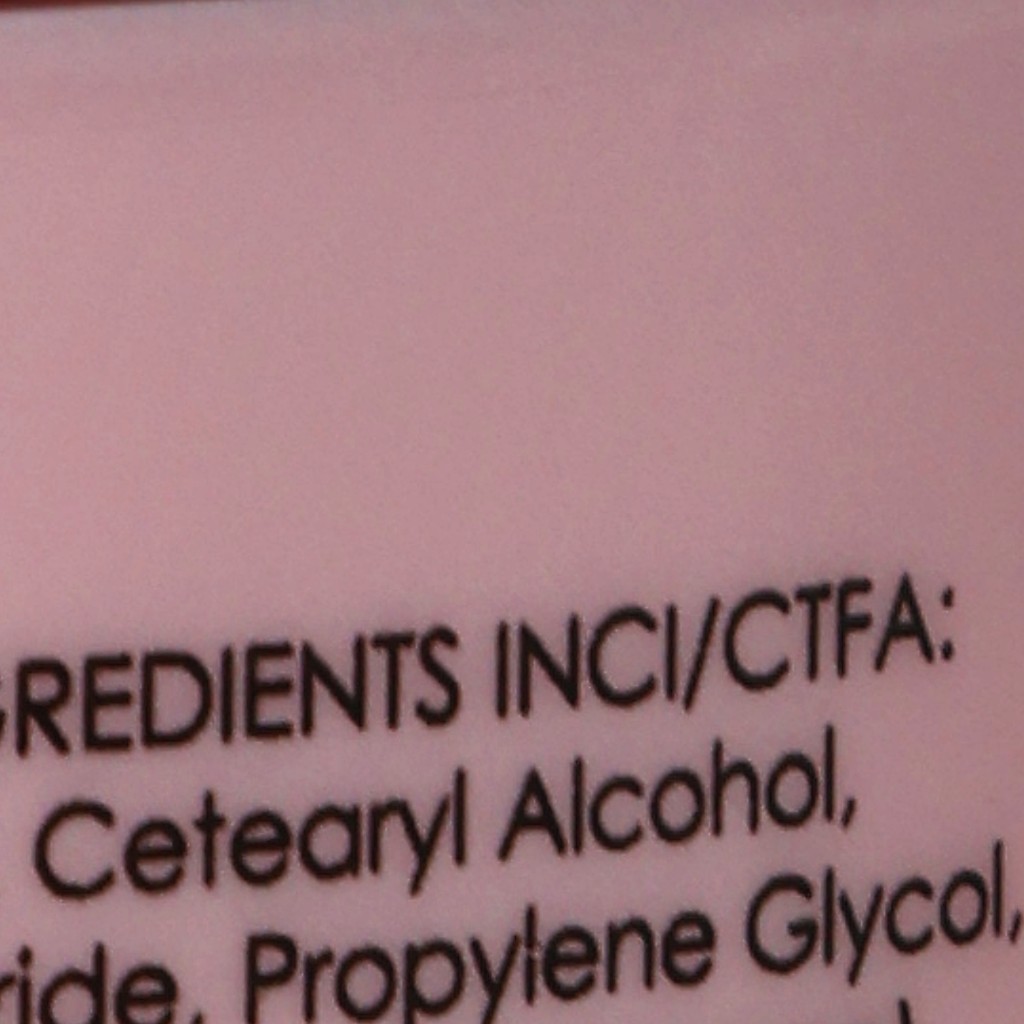 GREDIENTS INCI/CTFA:
Cetearyl Alcohol,
ride, Propylene Glycol,